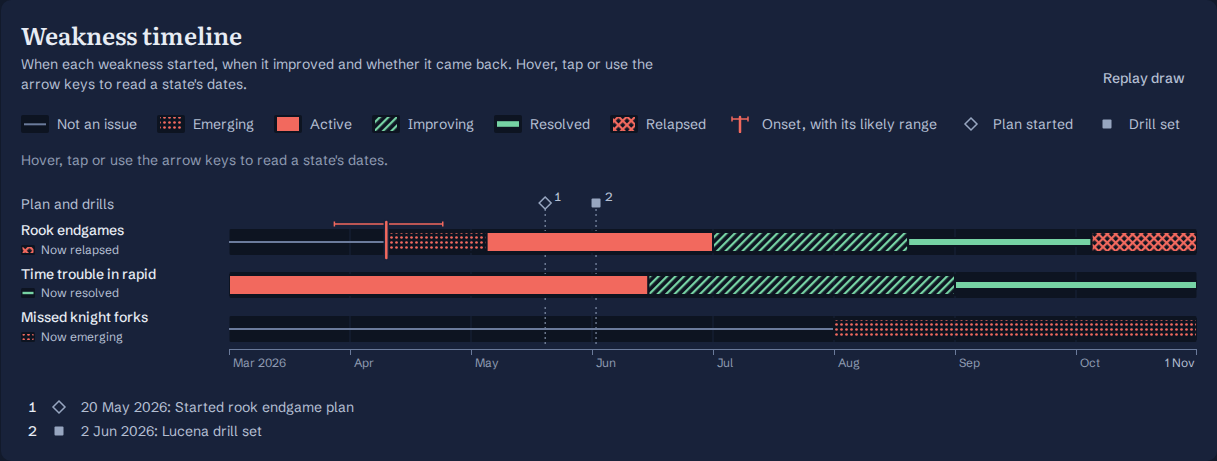 Weakness timeline
When each weakness started, when it improved and whether it came back. Hover, tap or use the
arrow keys to read a state's dates.
Replay draw
Not an issue Emerging Active Improving Resolved Relapsed Onset, with its likely range Plan started Drill set
Hover, tap or use the arrow keys to read a state's dates.
Plan and drills 1 2
Rook endgames
Now relapsed
Time trouble in rapid
Now resolved
Missed knight forks
Now emerging
Mar 2026 Apr May Jun Jul Aug Sep Oct 1 Nov
1 20 May 2026: Started rook endgame plan
2 2 Jun 2026: Lucena drill set